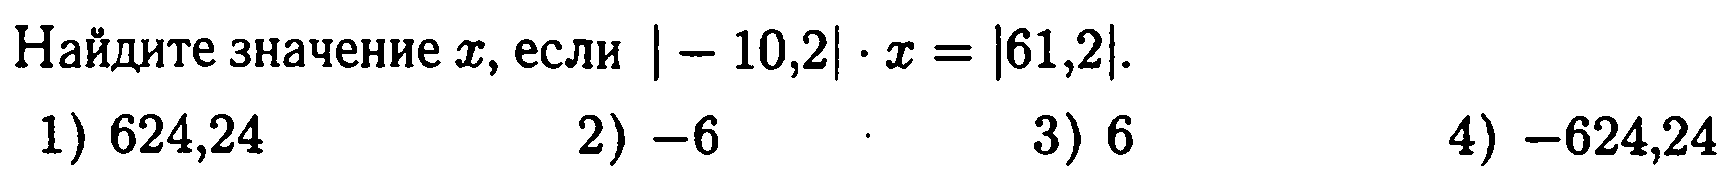 Найдите значение x, если |− 10,2| · x = |61,2|.
1) 624,24 2) −6 3) 6 4) −624,24